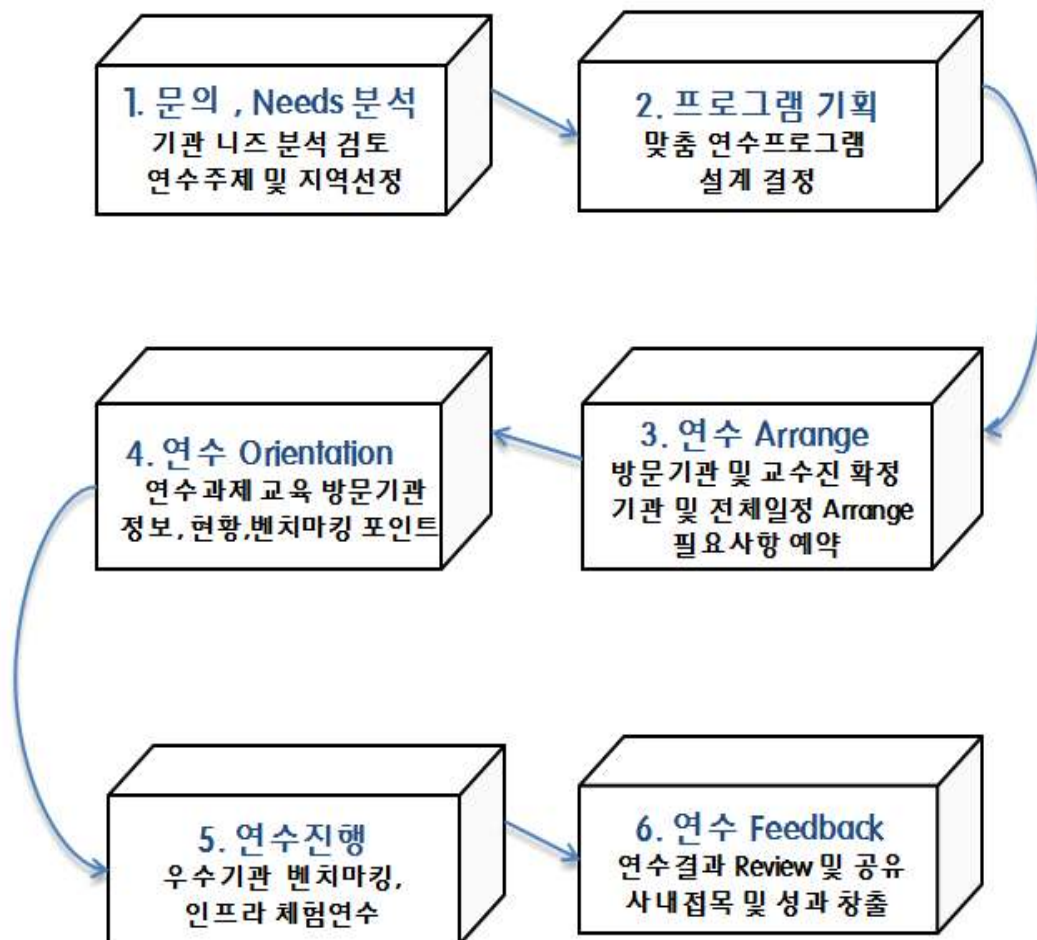 1. 문의 , Needs 분석
기관 니즈 분석 검토
연수주제 및 지역선정
2. 프로그램 기획
맞춤 연수프로그램
설계 결정
3. 연수 Arrange
방문기관 및 교수진 확정
기관 및 전체일정 Arrange
필요사항 예약
4. 연수 Orientation
연수과제 교육 방문기관
정보, 현황,벤치마킹 포인트
5. 연수진행
우수기관 벤치마킹,
인프라 체험연수
6. 연수 Feedback
연수결과 Review 및 공유
사내접목 및 성과 창출